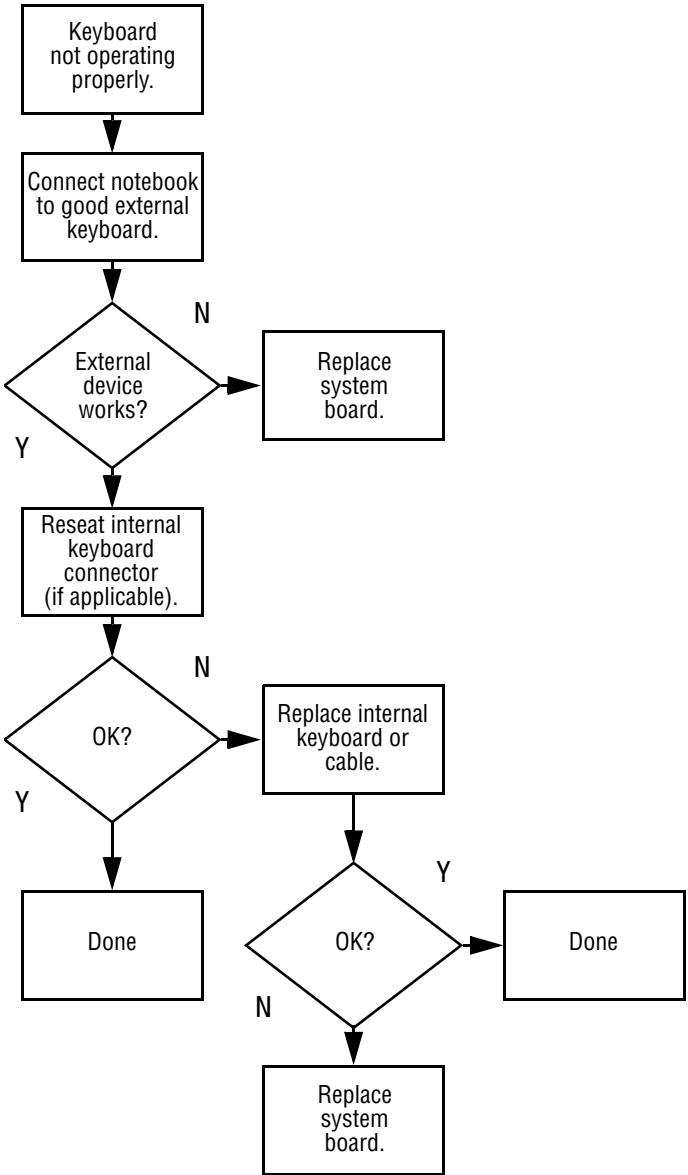 Keyboard
not operating
properly.
Connect notebook
to good external
keyboard.
N
External
device
works?
Replace
system
board.
Y
Reseat internal
keyboard
connector
(if applicable).
N
OK?
Replace internal
keyboard or
cable.
Y
Y
Done
OK?
Done
N
Replace
system
board.